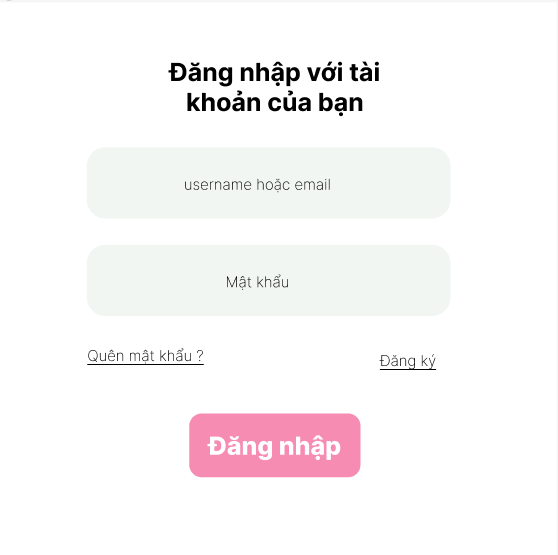 Đăng nhập với tài
khoản của bạn
username hoặc email
Mật khẩu
Quên mật khẩu ?
Đăng ký
Đăng nhập